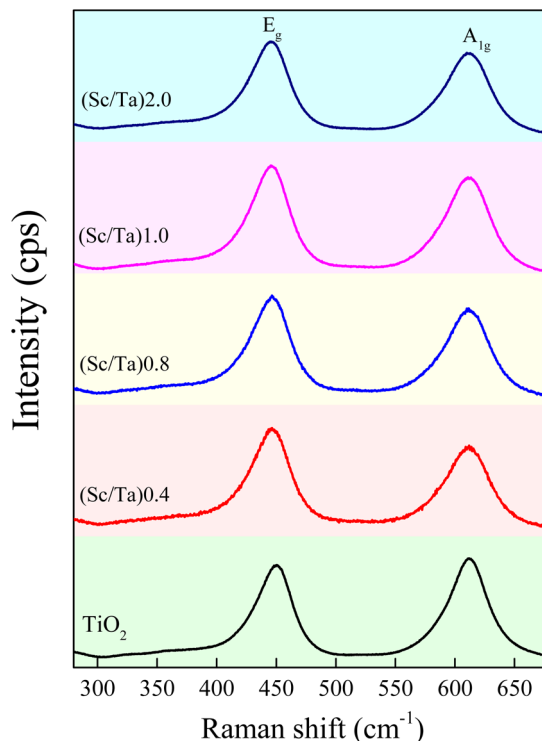 E_g
A_1g
(Sc/Ta)2.0
(Sc/Ta)1.0
(Sc/Ta)0.8
(Sc/Ta)0.4
TiO₂
Intensity (cps)
300 350 400 450 500 550 600 650
Raman shift (cm⁻¹)